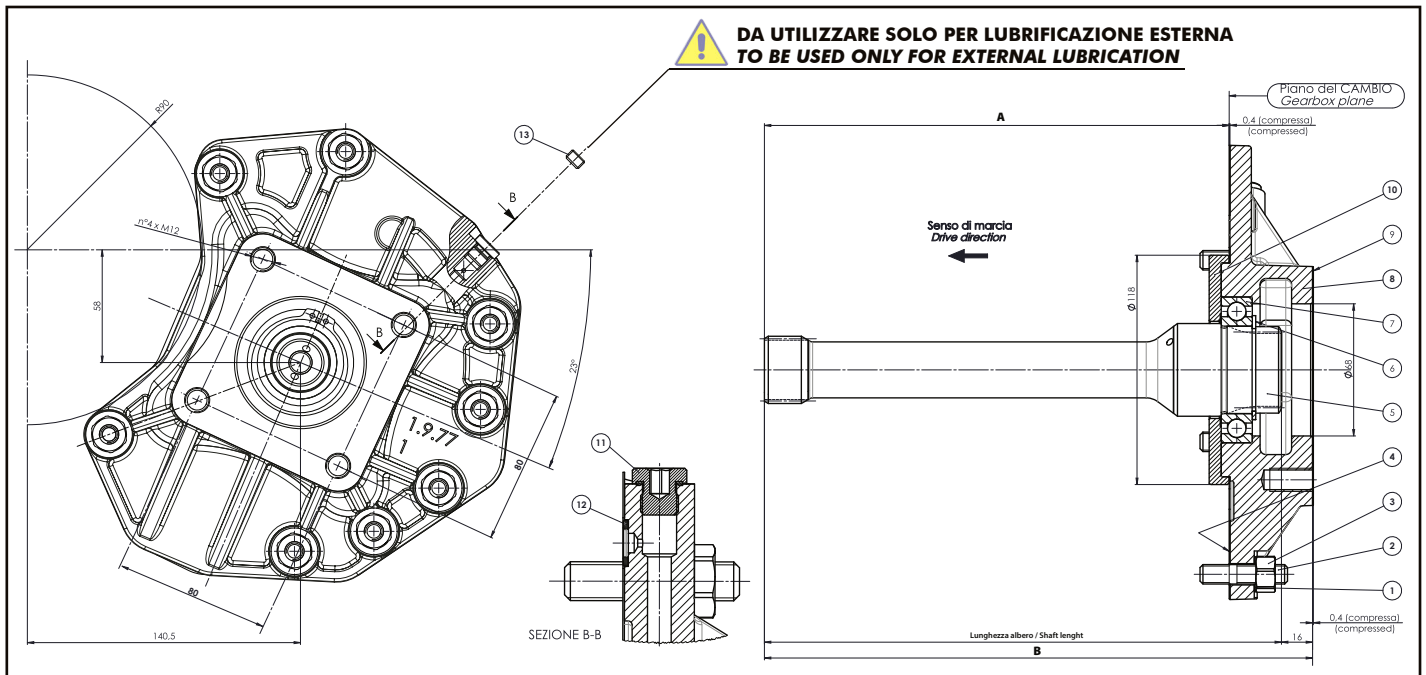 DA UTILIZZARE SOLO PER LUBRIFICAZIONE ESTERNA
TO BE USED ONLY FOR EXTERNAL LUBRICATION
Piano del CAMBIO
Gearbox plane
0,4 (compressa)
(compressed)
A
R90
13
B
n°4 x M12
10
Senso di marcia
Drive direction
9
8
Ø118
58
B
7
23°
6
Ø68
5
1.9.77
1
80
11
4
12
3
2
1
80
0,4 (compressa)
(compressed)
140,5
SEZIONE B-B
Lunghezza albero / Shaft lenght
16
B